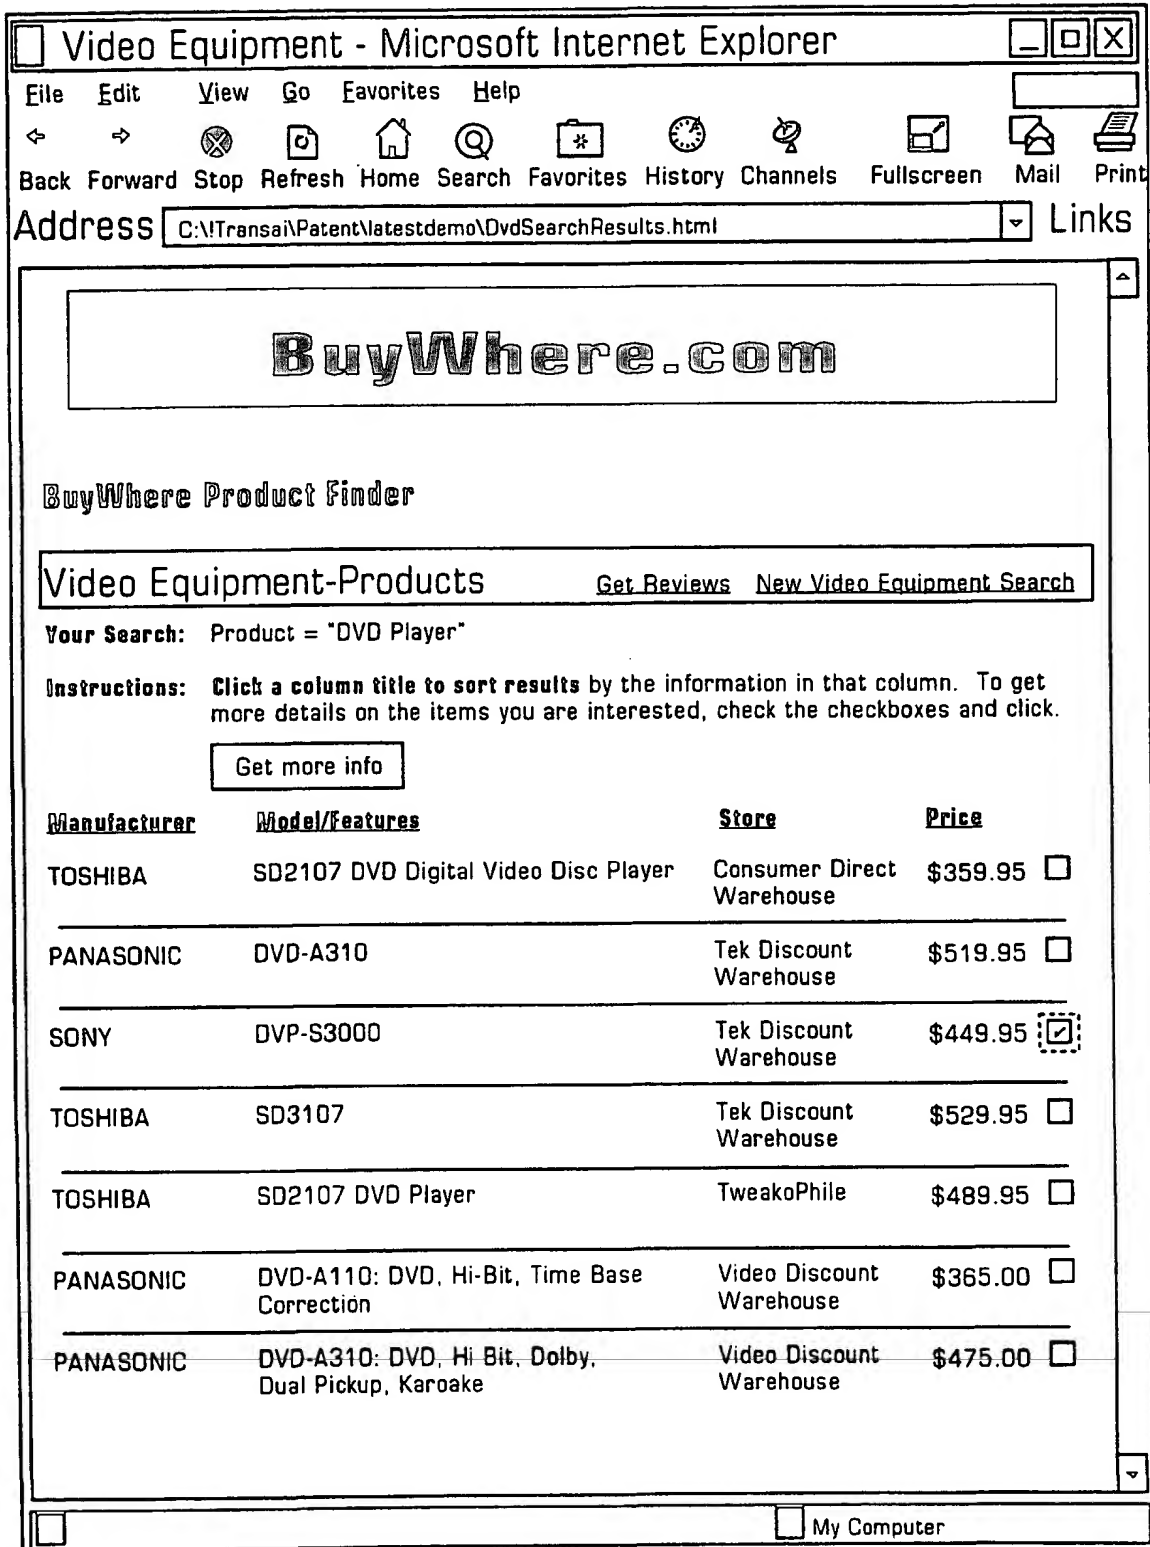 Video Equipment - Microsoft Internet Explorer
File Edit View Go Favorites Help
Back Forward Stop Refresh Home Search Favorites History Channels Fullscreen Mail Print
Address C:\!Transai\Patent\latestdemo\DvdSearchResults.html Links
BuyWhere.com
BuyWhere Product Finder
Video Equipment-Products Get Reviews New Video Equipment Search
Your Search: Product = "DVD Player"
Instructions: Click a column title to sort results by the information in that column. To get
more details on the items you are interested, check the checkboxes and click.
Get more info
Manufacturer Model/Features Store Price
TOSHIBA SD2107 DVD Digital Video Disc Player Consumer Direct $359.95
Warehouse
PANASONIC DVD-A310 Tek Discount $519.95
Warehouse
SONY DVP-S3000 Tek Discount $449.95
Warehouse
TOSHIBA SD3107 Tek Discount $529.95
Warehouse
TOSHIBA SD2107 DVD Player TweakoPhile $489.95
PANASONIC DVD-A110: DVD, Hi-Bit, Time Base Video Discount $365.00
Correction Warehouse
PANASONIC DVD-A310: DVD, Hi Bit, Dolby, Video Discount $475.00
Dual Pickup, Karoake Warehouse
My Computer